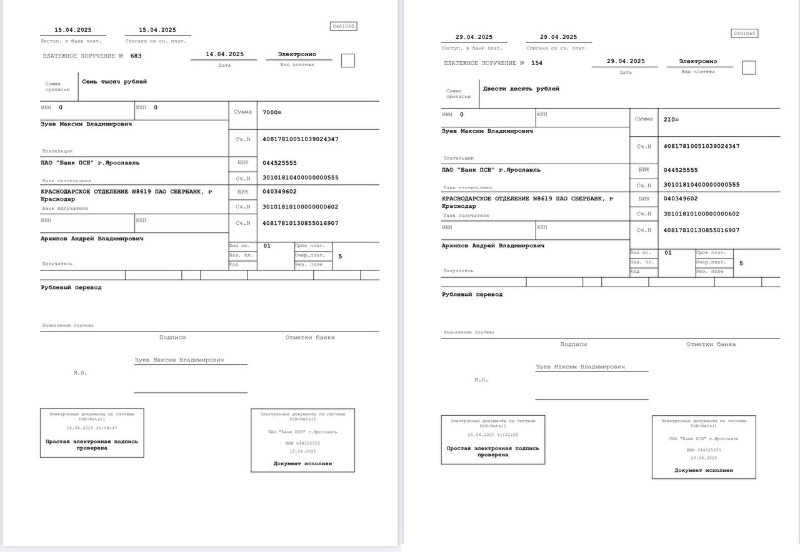 0401060
15.04.2025 15.04.2025
Поступ. в банк плат. Списано со сч. плат.
ПЛАТЕЖНОЕ ПОРУЧЕНИЕ № 683 14.04.2025 Электронно
Дата Вид платежа
Сумма прописью Семь тысяч рублей
ИНН 0 КПП 0 Сумма 7000=
Зуев Максим Владимирович
Сч.N 40817810051039024347
Плательщик
ПАО "Банк ПСБ" г.Ярославль БИК 044525555
Сч.N 30101810400000000555
Банк плательщика
КРАСНОДАРСКОЕ ОТДЕЛЕНИЕ N8619 ПАО СБЕРБАНК, г БИК 040349602
Краснодар
Сч.N 30101810100000000602
Банк получателя
ИНН КПП Сч.N 40817810130855016907
Архипов Андрей Владимирович
Вид оп. 01 Срок плат.
Наз. пл. Очер.плат. 5
Получатель Код Рез. поле
Рублевый перевод
Назначение платежа
Подписи Отметки банка
Зуев Максим Владимирович
М.П.
Электронные документы по системе
PSB-Retail
Простая электронная подпись
проверена
Электронные документы по системе
PSB-Retail
ПАО "Банк ПСБ" г.Ярославль
БИК 044525555
15.04.2025
Документ исполнен
0401060
29.04.2025 29.04.2025
Поступ. в банк плат. Списано со сч. плат.
ПЛАТЕЖНОЕ ПОРУЧЕНИЕ № 154 29.04.2025 Электронно
Дата Вид платежа
Сумма прописью Двести десять рублей
ИНН 0 КПП Сумма 210=
Зуев Максим Владимирович
Сч.N 40817810051039024347
Плательщик
ПАО "Банк ПСБ" г.Ярославль БИК 044525555
Сч.N 30101810400000000555
Банк плательщика
КРАСНОДАРСКОЕ ОТДЕЛЕНИЕ N8619 ПАО СБЕРБАНК, г БИК 040349602
Краснодар
Сч.N 30101810100000000602
Банк получателя
ИНН КПП Сч.N 40817810130855016907
Архипов Андрей Владимирович
Вид оп. 01 Срок плат.
Наз. пл. Очер.плат. 5
Получатель Код Рез. поле
Рублевый перевод
Назначение платежа
Подписи Отметки банка
Зуев Максим Владимирович
М.П.
Электронные документы по системе
PSB-Retail
Простая электронная подпись
проверена
Электронные документы по системе
PSB-Retail
ПАО "Банк ПСБ" г.Ярославль
БИК 044525555
29.04.2025
Документ исполнен